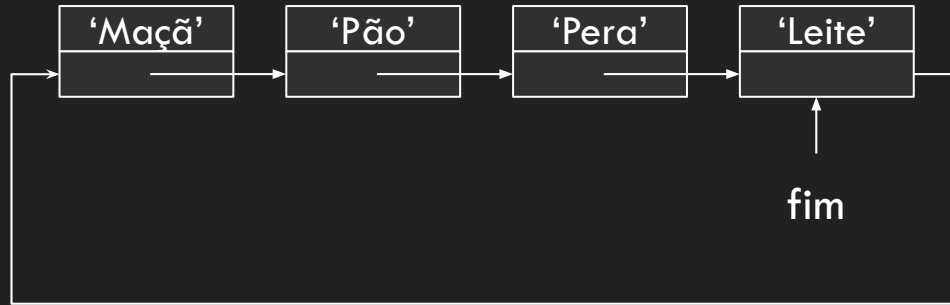 ‘Maçã’
‘Pão’
‘Pera’
‘Leite’
fim